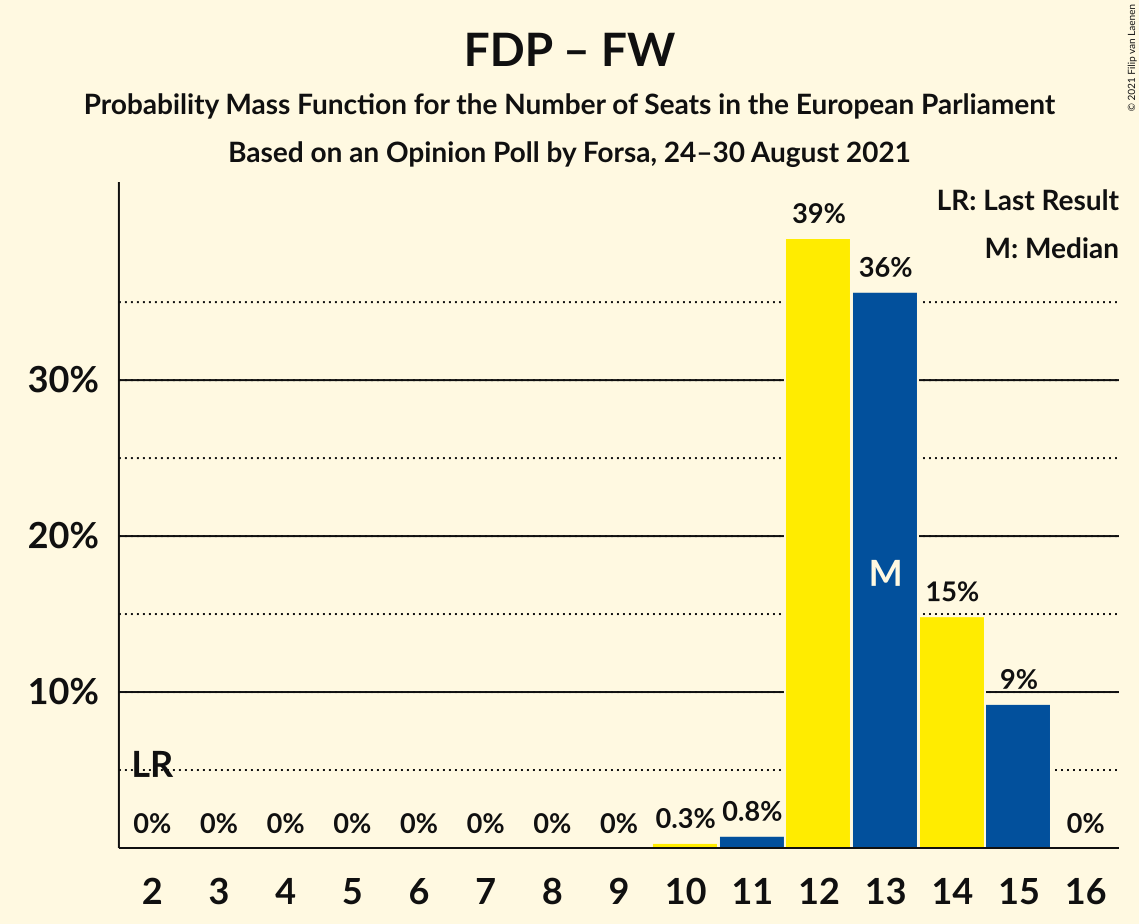 FDP – FW
Probability Mass Function for the Number of Seats in the European Parliament
Based on an Opinion Poll by Forsa, 24–30 August 2021
© 2021 Filip van Laenen
LR: Last Result
M: Median
39%
36%
30%
20%
M
15%
10%
9%
LR
0% 0% 0% 0% 0% 0% 0% 0% 0.3% 0.8% 0%
2 3 4 5 6 7 8 9 10 11 12 13 14 15 16